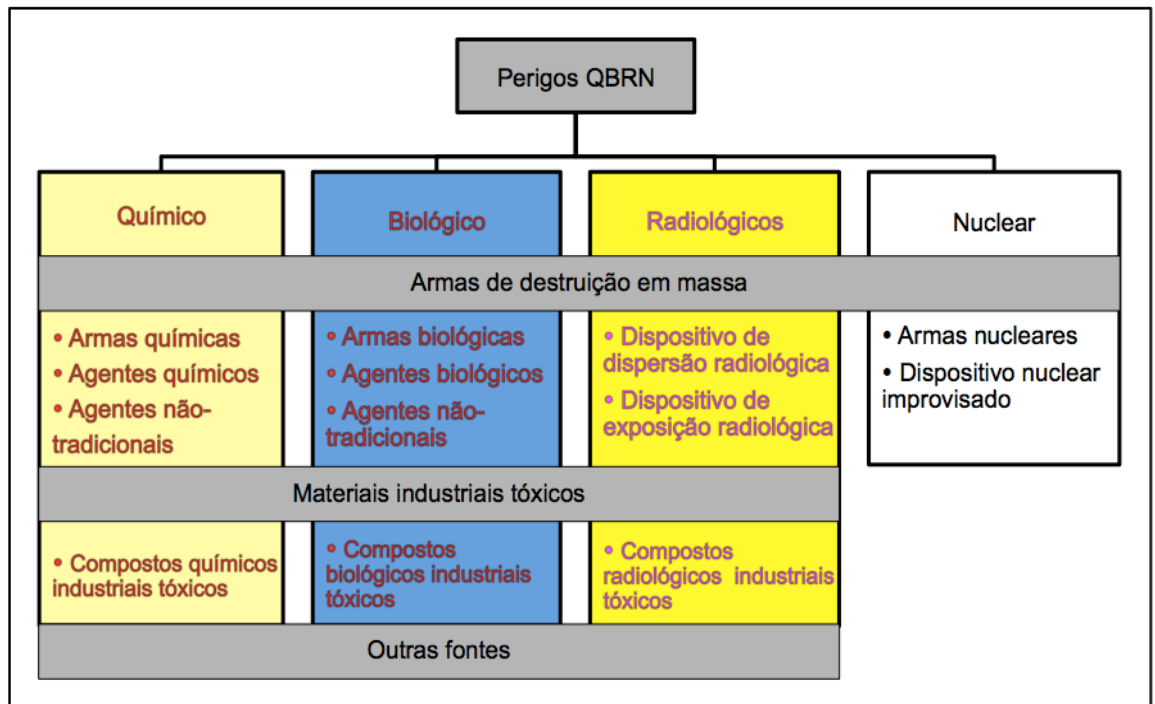 Perigos QBRN
Químico
Biológico
Radiológicos
Nuclear
Armas de destruição em massa
• Armas químicas
• Agentes químicos
• Agentes não-
tradicionais
• Armas biológicas
• Agentes biológicos
• Agentes não-
tradicionais
• Dispositivo de
dispersão radiológica
• Dispositivo de
exposição radiológica
• Armas nucleares
• Dispositivo nuclear
improvisado
Materiais industriais tóxicos
• Compostos químicos
industriais tóxicos
• Compostos
biológicos industriais
tóxicos
• Compostos
radiológicos industriais
tóxicos
Outras fontes